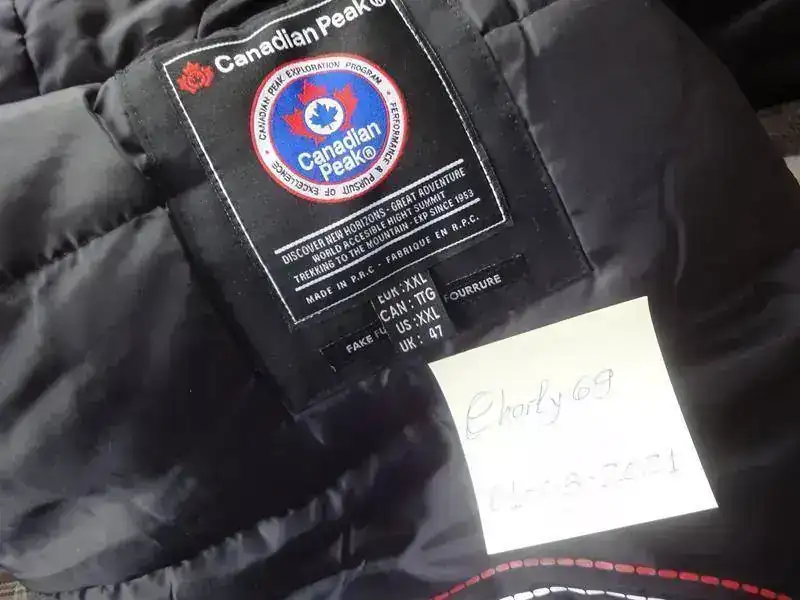 Canadian Peak®
CANADIAN PEAK EXPLORATION PROGRAM
PERFORMANCE & PURSUIT OF EXCELLENCE
Canadian
Peak®
DISCOVER NEW HORIZONS - GREAT ADVENTURE
WORLD ACCESIBLE HIGHT SUMMIT
TREKKING TO THE MOUNTAIN - EXP SINCE 1953
MADE IN P.R.C - FABRIQUE EN R.P.C.
EUR : XXL
CAN : TTG
US : XXL
UK : 47
FAKE FU
FOURRURE
Charly69